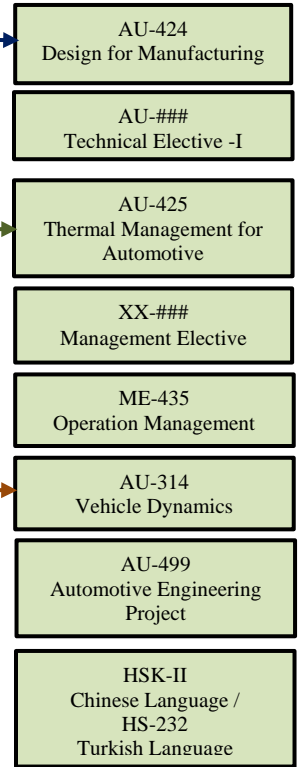 AU-424
Design for Manufacturing
AU-###
Technical Elective -I
AU-425
Thermal Management for
Automotive
XX-###
Management Elective
ME-435
Operation Management
AU-314
Vehicle Dynamics
AU-499
Automotive Engineering
Project
HSK-II
Chinese Language /
HS-232
Turkish Language